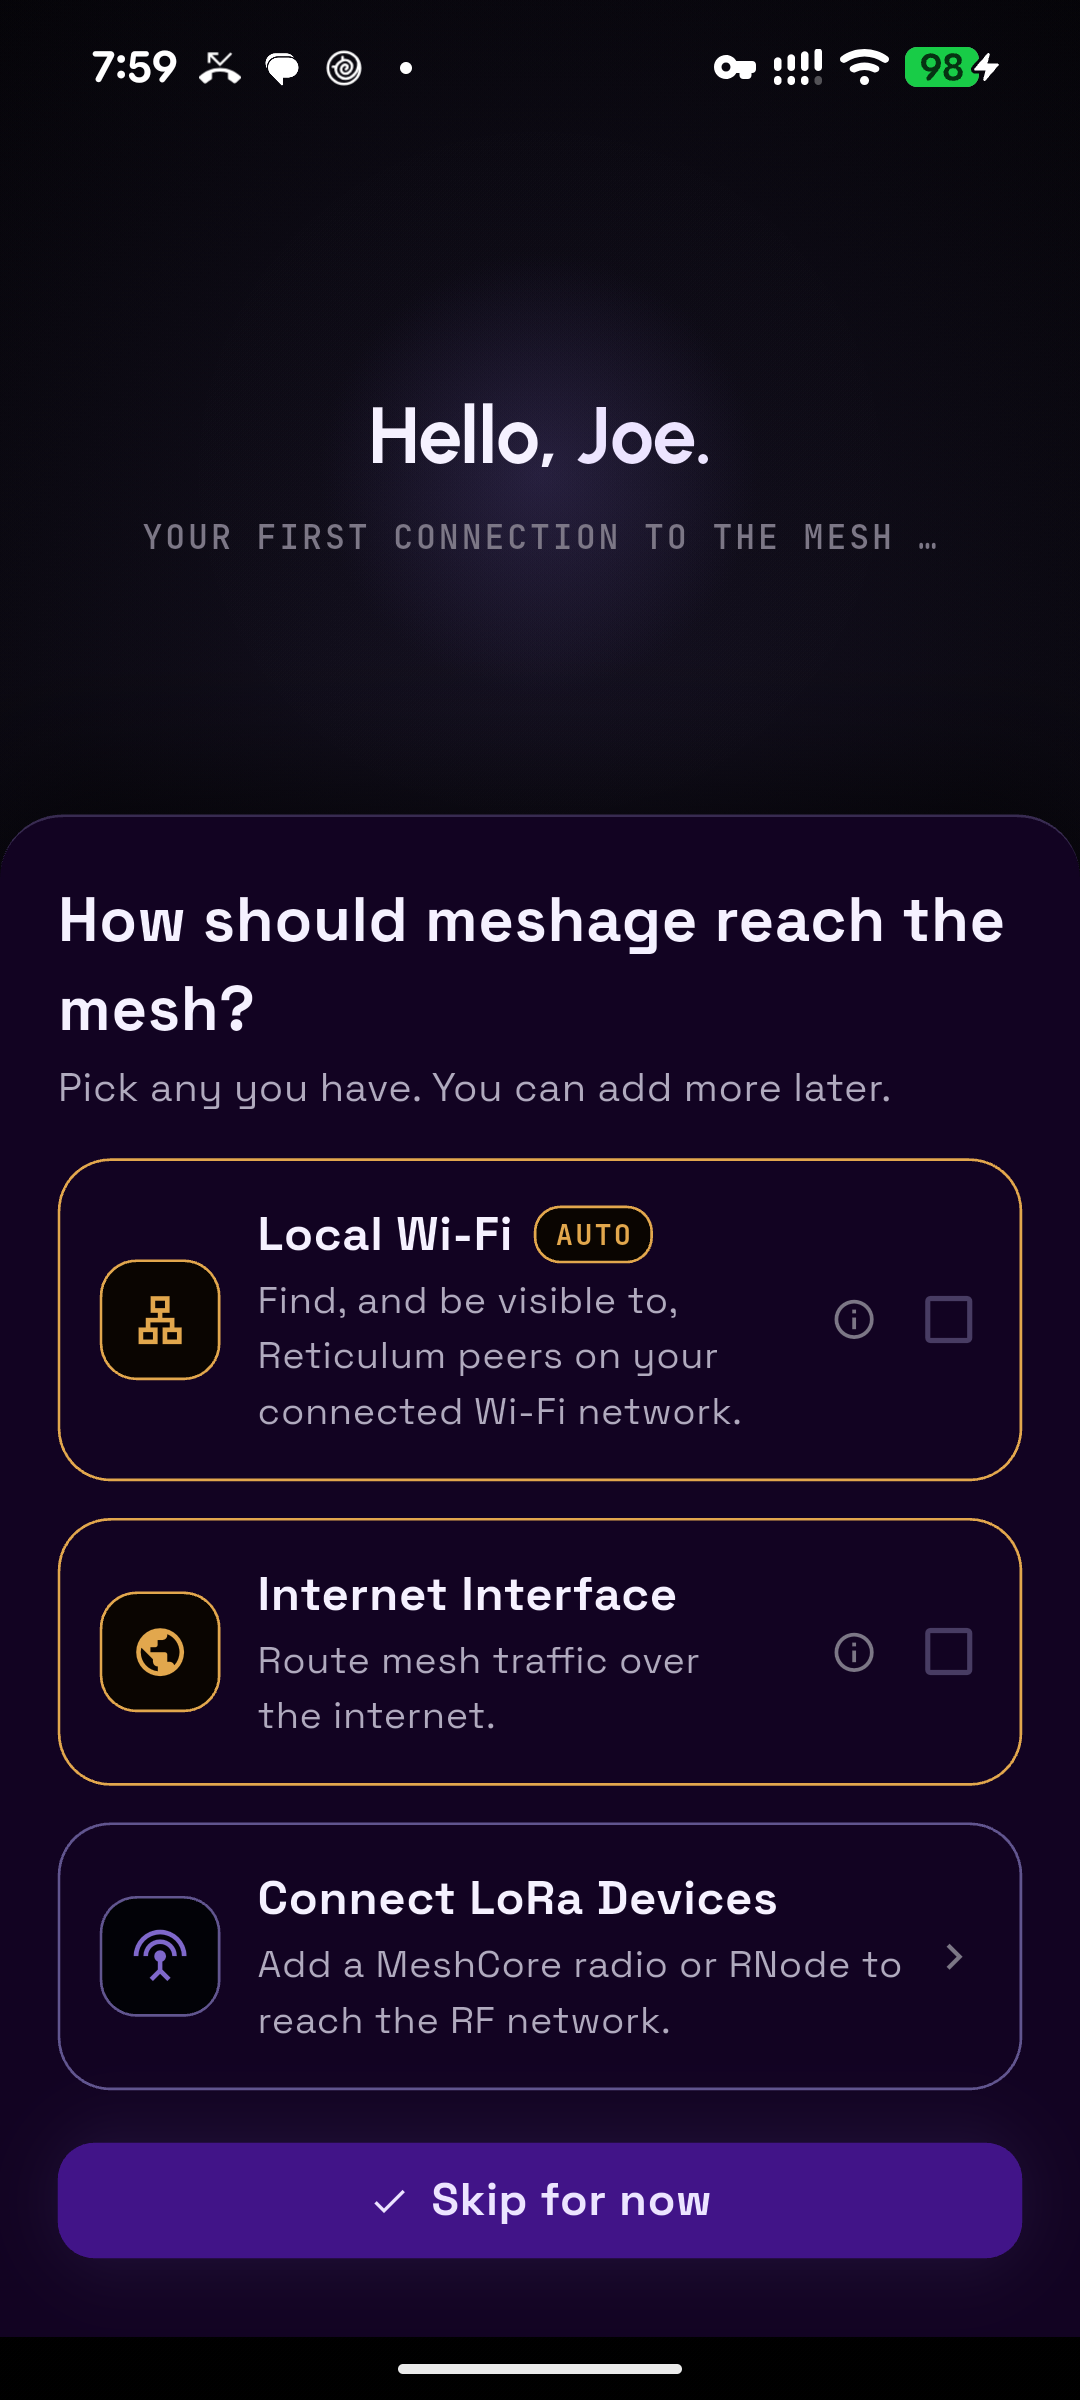 7:59
98
Hello, Joe.
YOUR FIRST CONNECTION TO THE MESH …
How should meshage reach the
mesh?
Pick any you have. You can add more later.
Local Wi-Fi AUTO
Find, and be visible to,
Reticulum peers on your
connected Wi-Fi network.
Internet Interface
Route mesh traffic over
the internet.
Connect LoRa Devices
Add a MeshCore radio or RNode to
reach the RF network.
Skip for now